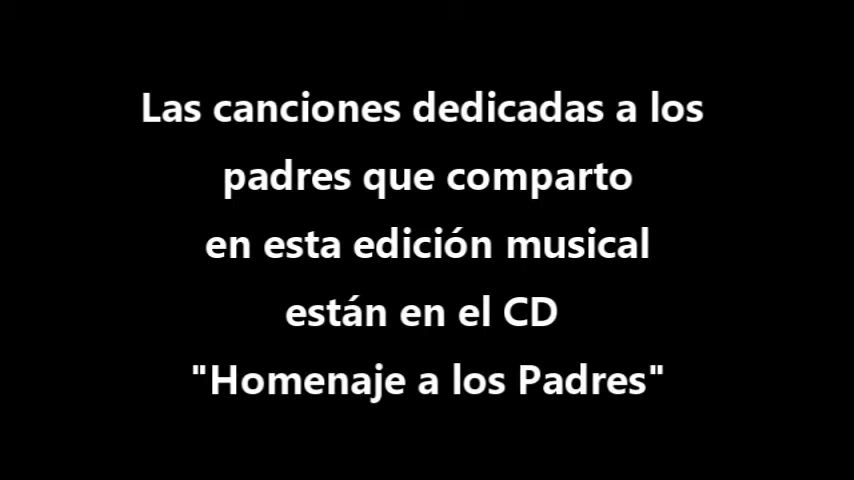 Las canciones dedicadas a los
padres que comparto
en esta edición musical
están en el CD
"Homenaje a los Padres"